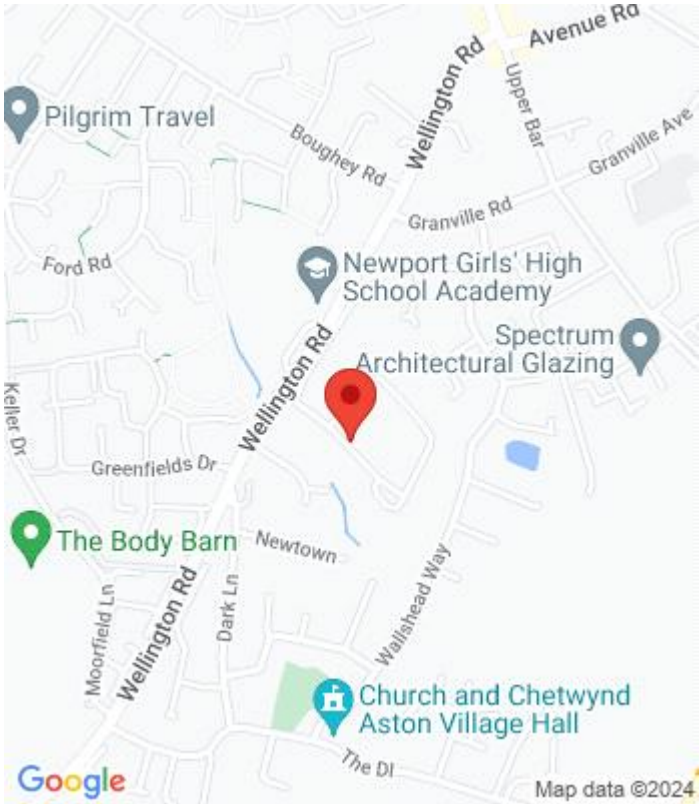 Avenue Rd
Wellington Rd
Upper Bar
Pilgrim Travel
Boughey Rd
Granville Ave
Granville Rd
Ford Rd
Newport Girls' High
School Academy
Spectrum
Architectural Glazing
Keller Dr
Wellington Rd
Greenfields Dr
The Body Barn
Newtown
Wallshead Way
Moorfield Ln
Dark Ln
Wellington Rd
Church and Chetwynd
Aston Village Hall
The Dl
Google
Map data ©2024